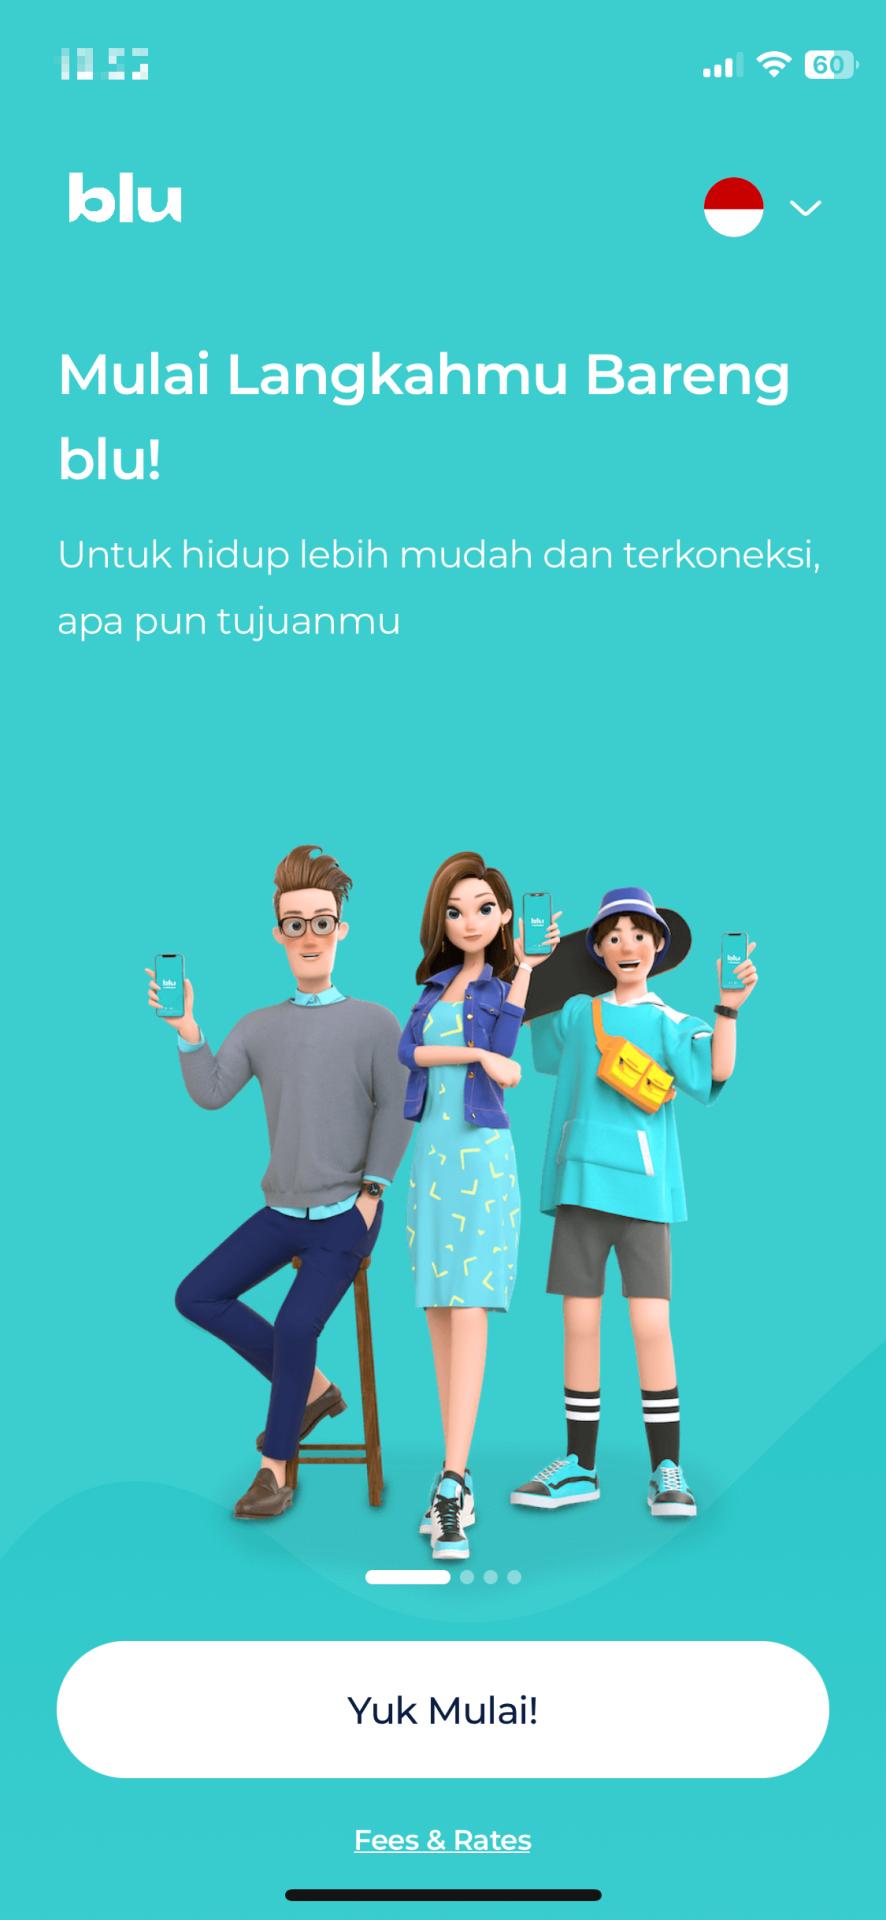 60
blu
Mulai Langkahmu Bareng
blu!
Untuk hidup lebih mudah dan terkoneksi,
apa pun tujuanmu
blu
blu
blu
Yuk Mulai!
Fees & Rates